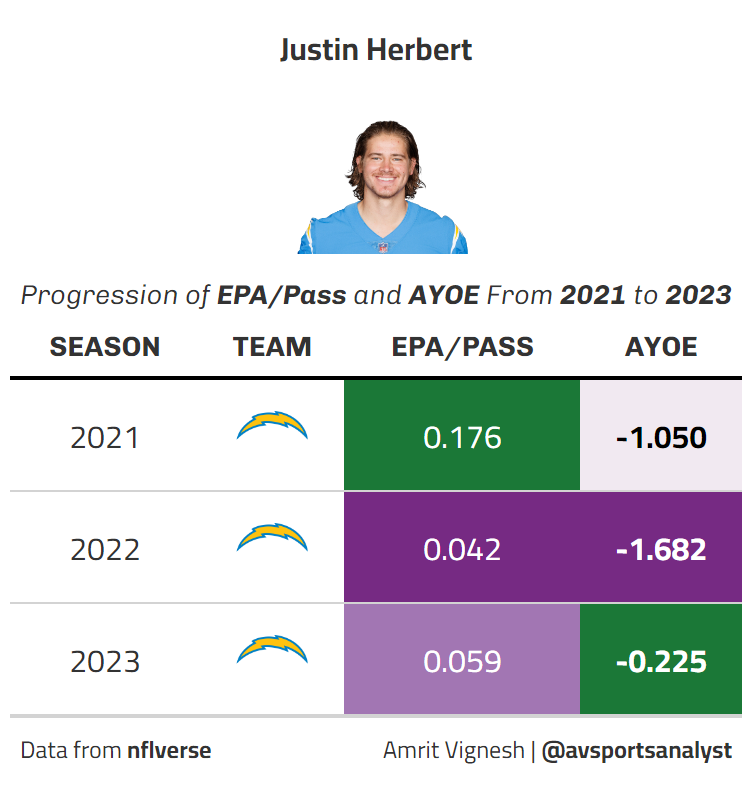 Justin Herbert
Progression of EPA/Pass and AYOE From 2021 to 2023
SEASON TEAM EPA/PASS AYOE
2021 0.176 -1.050
2022 0.042 -1.682
2023 0.059 -0.225
Data from nflverse Amrit Vignesh | @avsportsanalyst